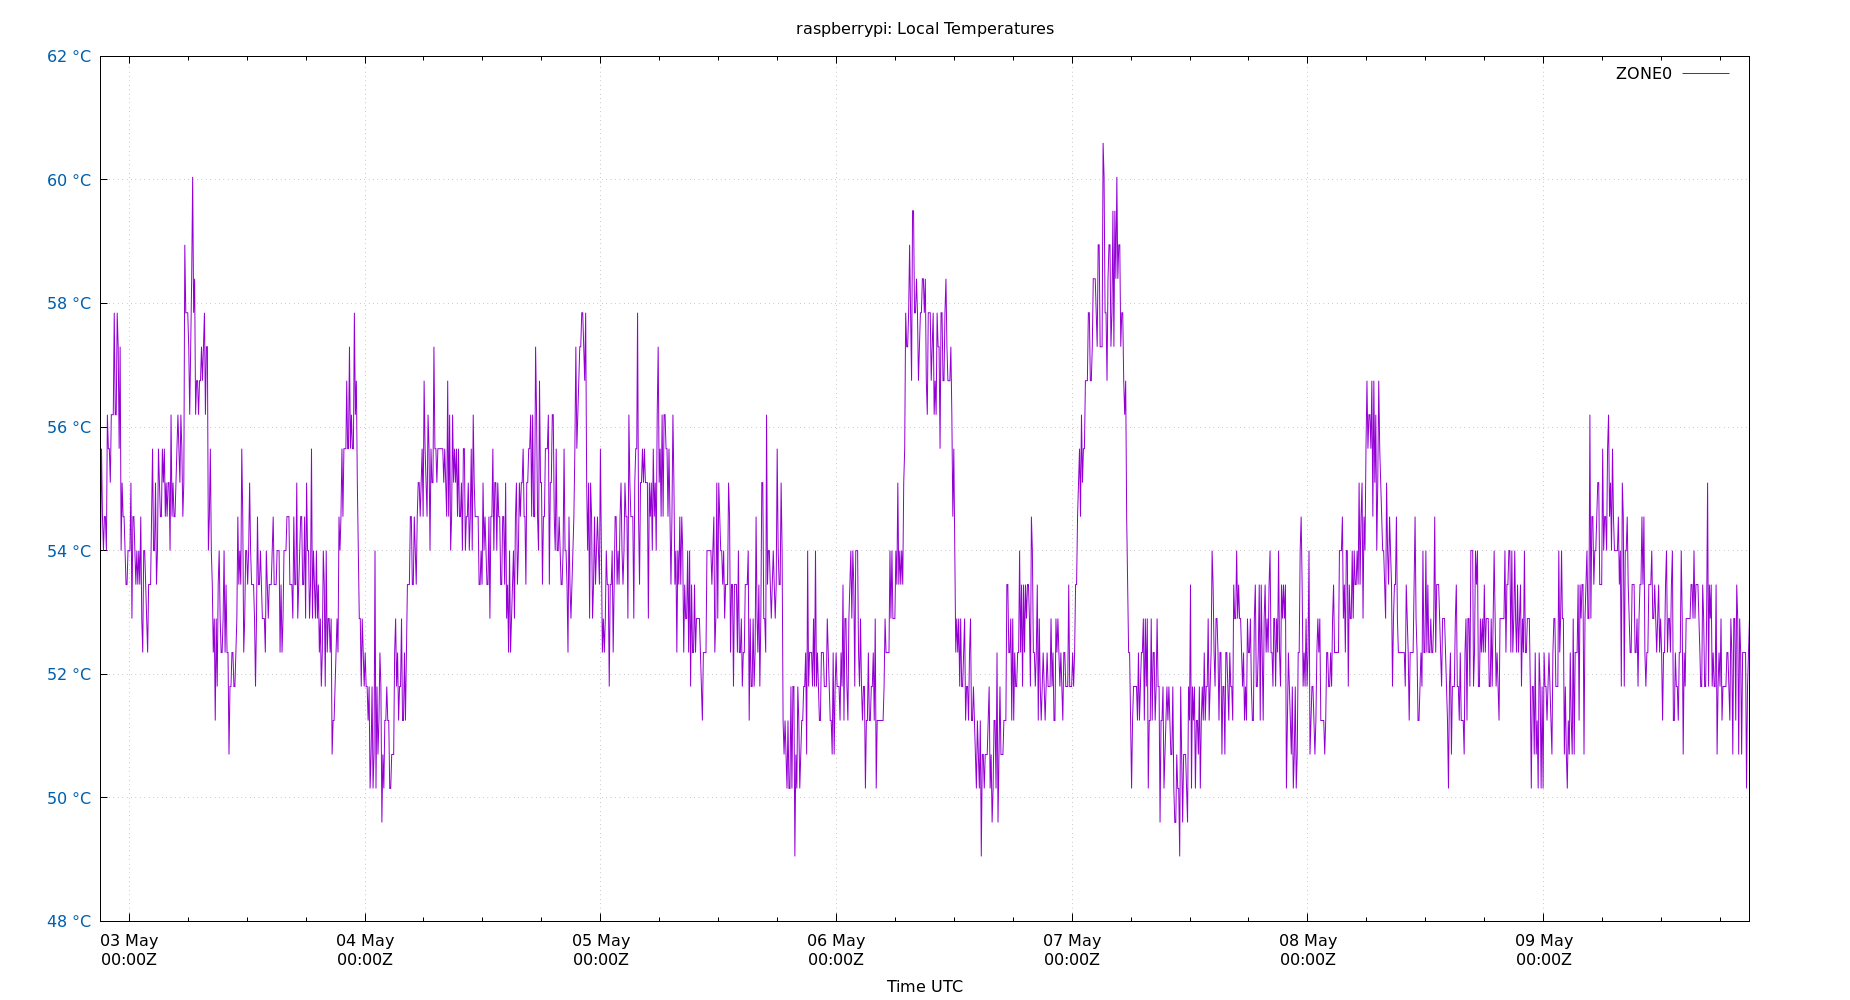 raspberrypi: Local Temperatures
62 °C
ZONE0
60 °C
58 °C
56 °C
54 °C
52 °C
50 °C
48 °C
03 May 04 May 05 May 06 May 07 May 08 May 09 May
00:00Z 00:00Z 00:00Z 00:00Z 00:00Z 00:00Z 00:00Z
Time UTC